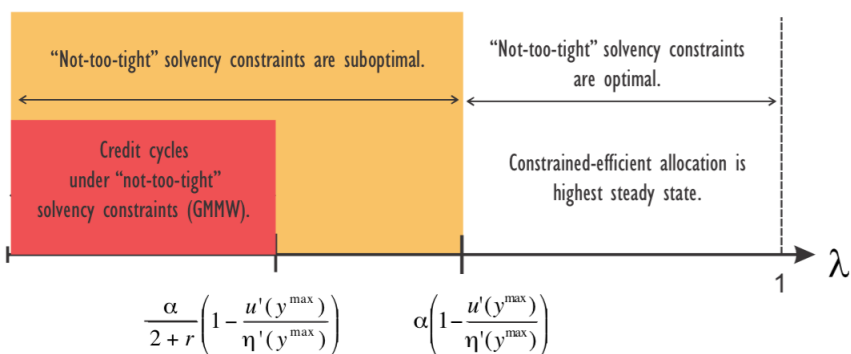 “Not-too-tight” solvency constraints are suboptimal.
“Not-too-tight” solvency constraints
are optimal.
Credit cycles
under “not-too-tight”
solvency constraints (GMMW).
Constrained-efficient allocation is
highest steady state.
λ
1
α/(2 + r) (1 − u'(y^max)/η'(y^max))
α(1 − u'(y^max)/η'(y^max))